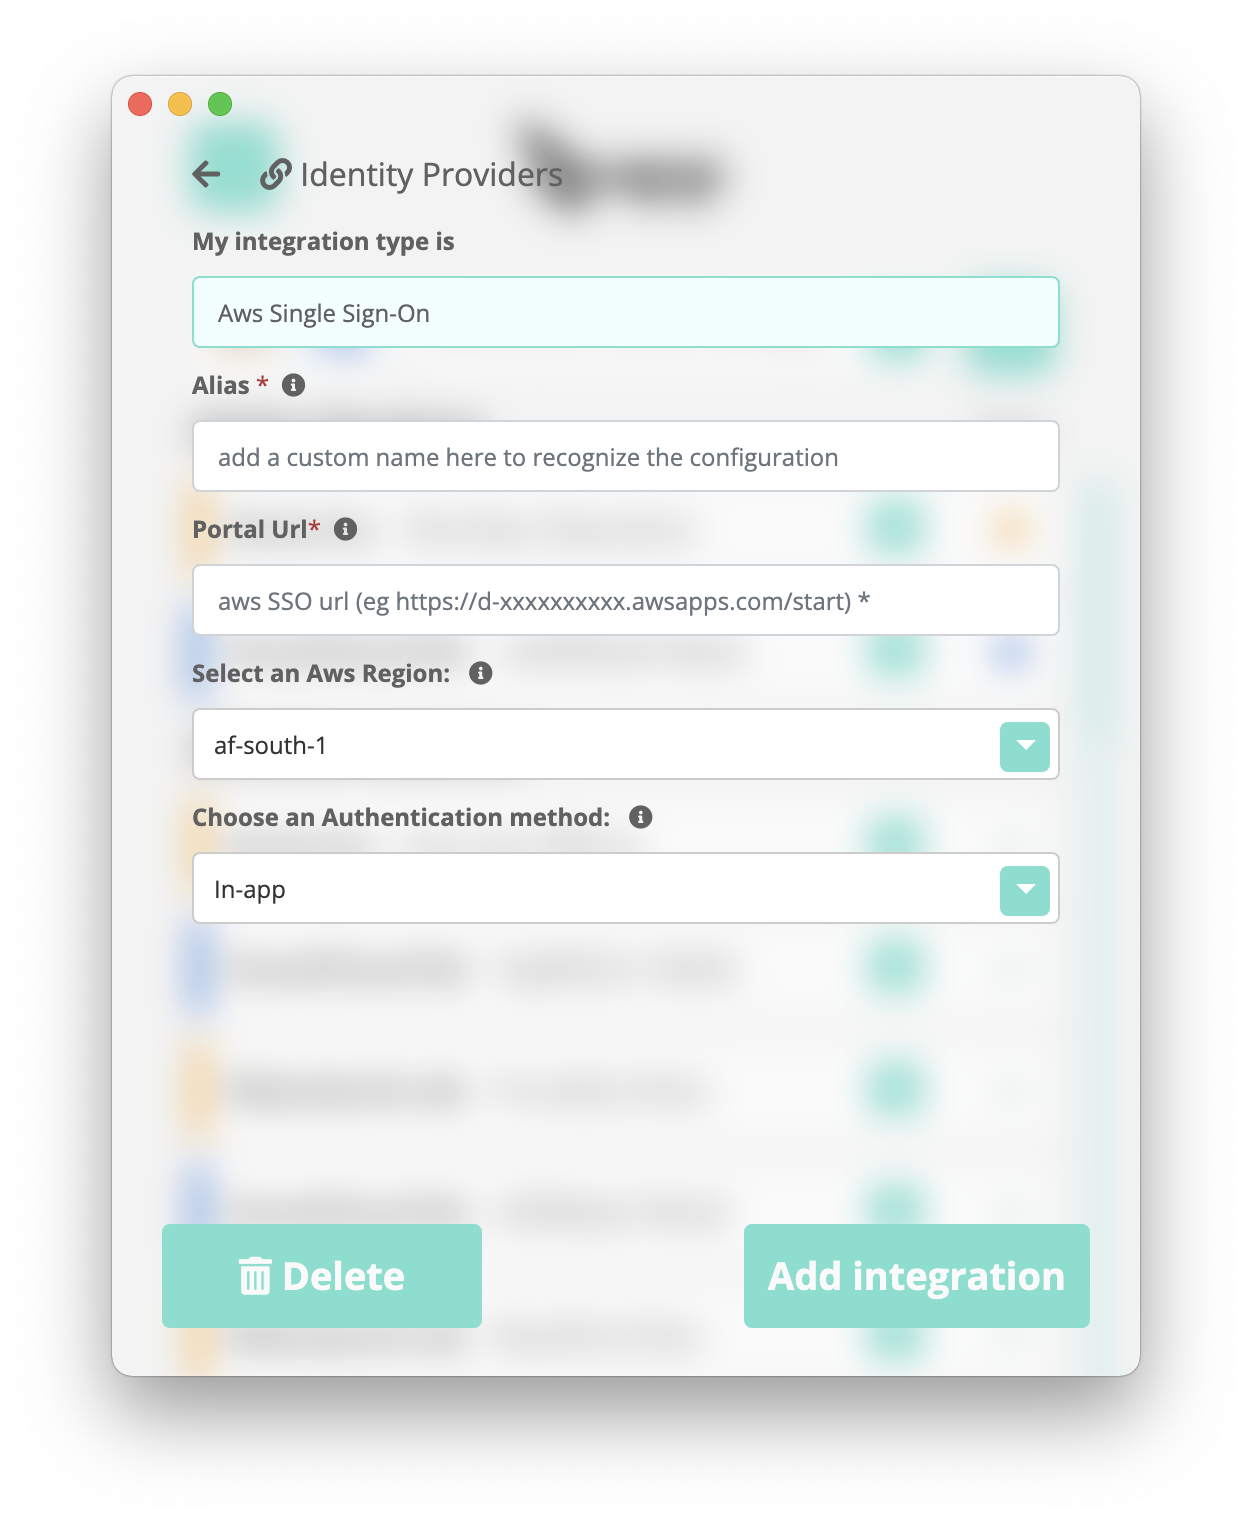 Identity Providers
My integration type is
Aws Single Sign-On
Alias *
add a custom name here to recognize the configuration
Portal Url*
aws SSO url (eg https://d-xxxxxxxxxx.awsapps.com/start) *
Select an Aws Region:
af-south-1
Choose an Authentication method:
In-app
Delete
Add integration